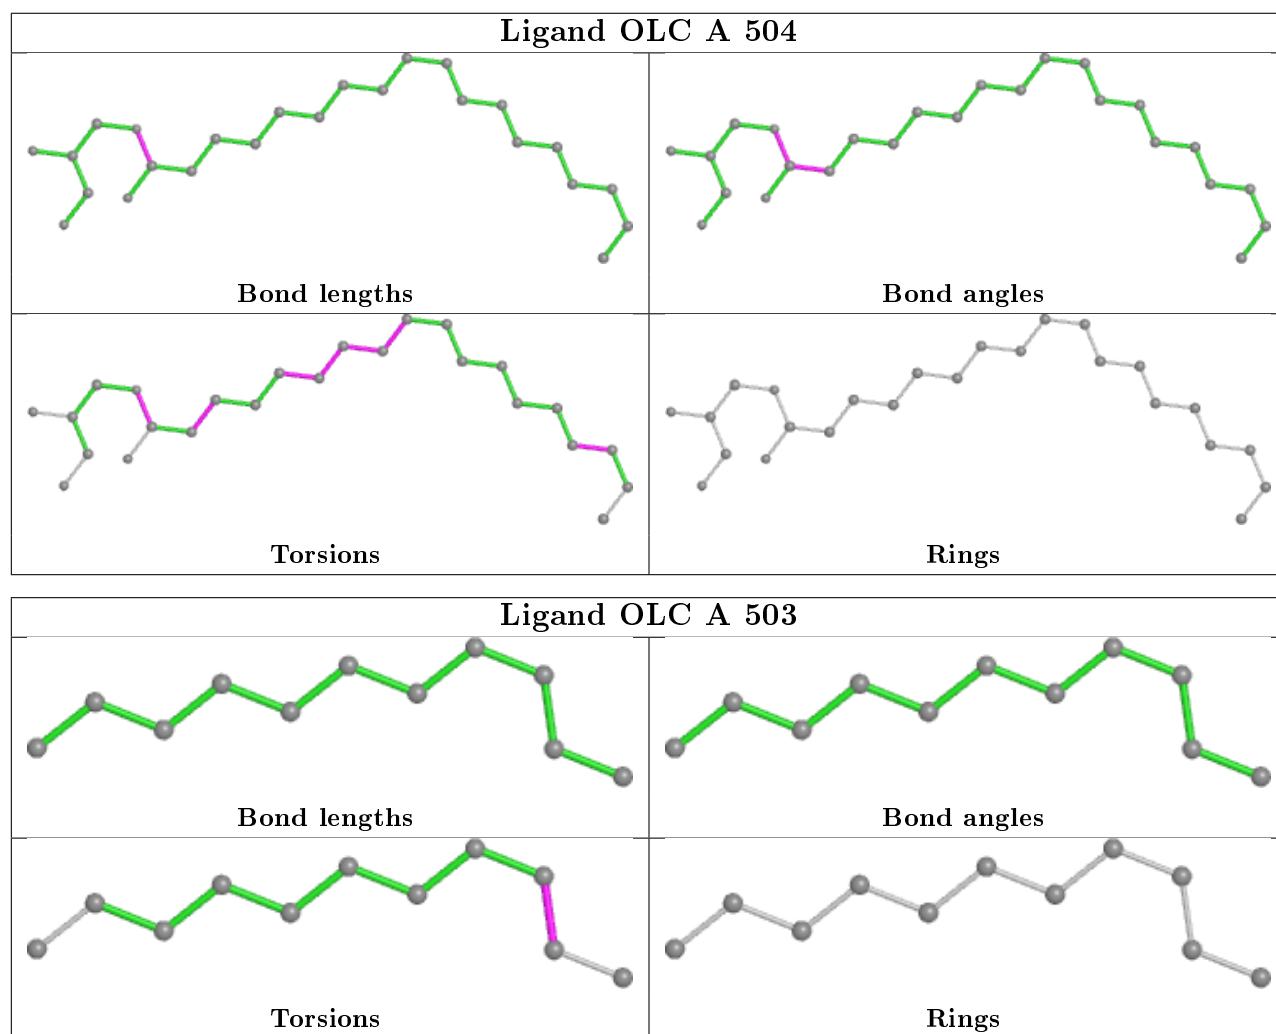 Ligand OLC A 504
Bond lengths
Bond angles
Torsions
Rings
Ligand OLC A 503
Bond lengths
Bond angles
Torsions
Rings